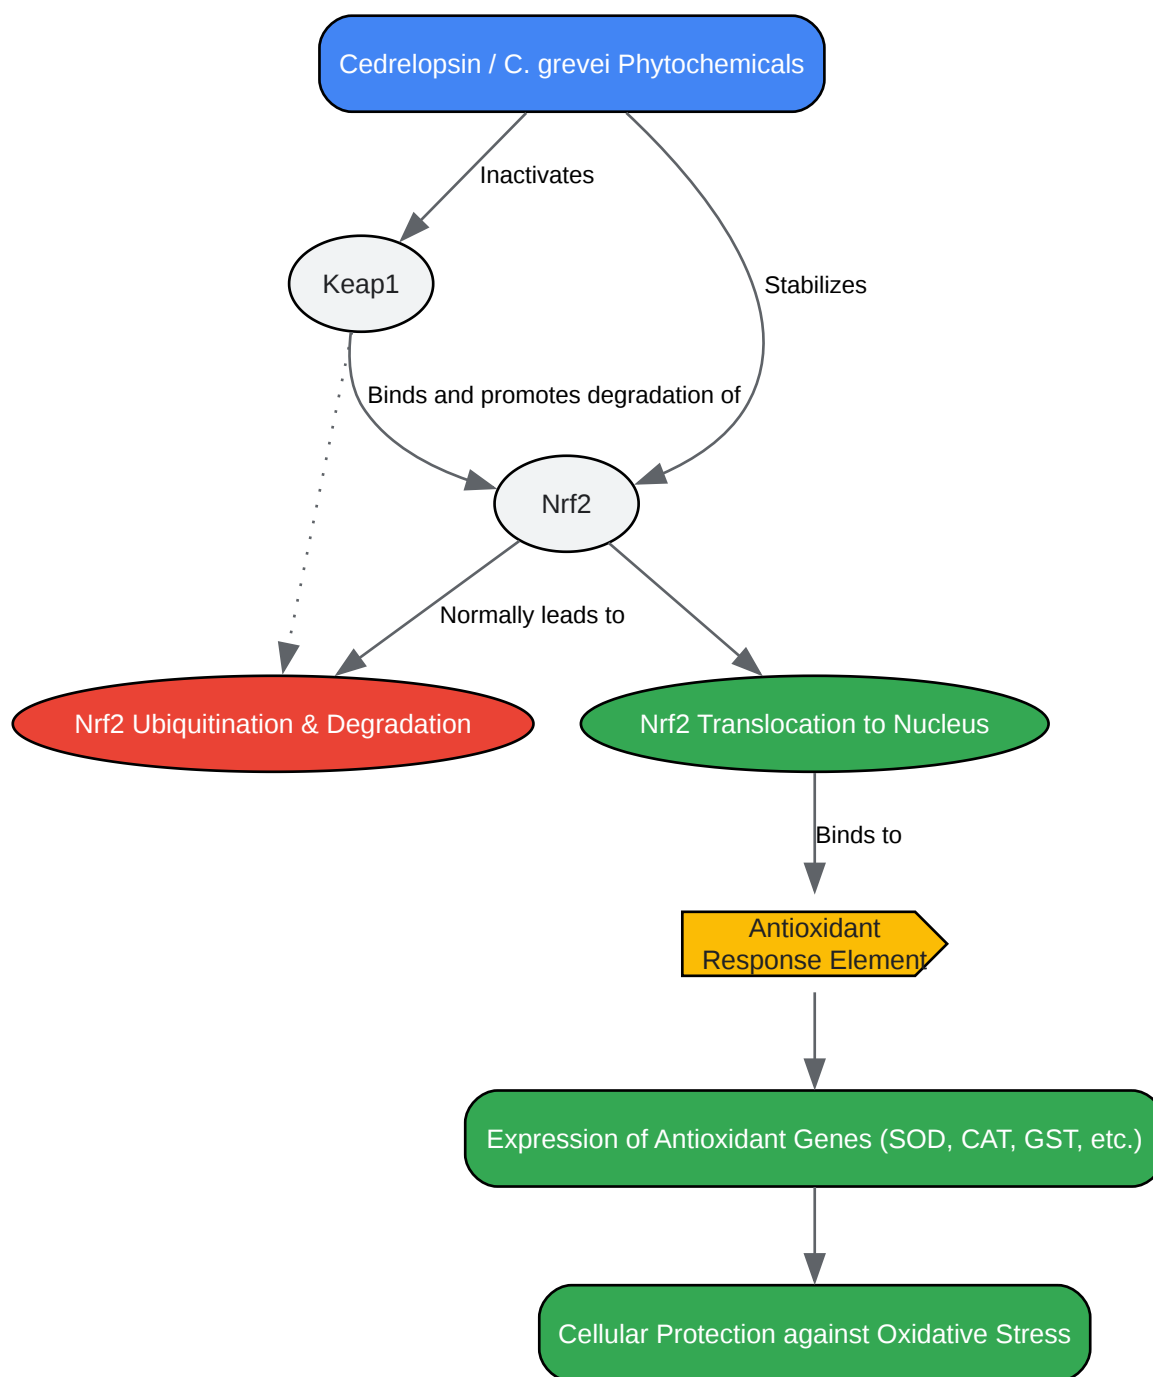 Cedrelopsin / C. grevei Phytochemicals
Inactivates
Keap1
Stabilizes
Binds and promotes degradation of
Nrf2
Normally leads to
Nrf2 Ubiquitination & Degradation
Nrf2 Translocation to Nucleus
Binds to
Antioxidant
Response Element
Expression of Antioxidant Genes (SOD, CAT, GST, etc.)
Cellular Protection against Oxidative Stress